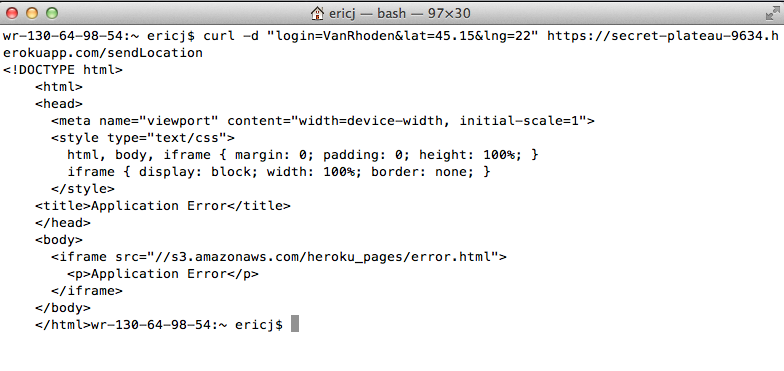 ericj — bash — 97×30
wr-130-64-98-54:~ ericj$ curl -d "login=VanRhoden&lat=45.15&lng=22" https://secret-plateau-9634.h
erokuapp.com/sendLocation
<!DOCTYPE html>
    <html>
    <head>
      <meta name="viewport" content="width=device-width, initial-scale=1">
      <style type="text/css">
        html, body, iframe { margin: 0; padding: 0; height: 100%; }
        iframe { display: block; width: 100%; border: none; }
      </style>
    <title>Application Error</title>
    </head>
    <body>
      <iframe src="//s3.amazonaws.com/heroku_pages/error.html">
        <p>Application Error</p>
      </iframe>
    </body>
    </html>wr-130-64-98-54:~ ericj$